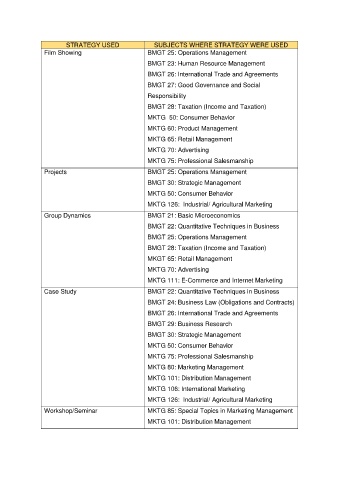 STRATEGY USED SUBJECTS WHERE STRATEGY WERE USED
Film Showing BMGT 25: Operations Management
BMGT 23: Human Resource Management
BMGT 26: International Trade and Agreements
BMGT 27: Good Governance and Social
Responsibility
BMGT 28: Taxation (Income and Taxation)
MKTG 50: Consumer Behavior
MKTG 60: Product Management
MKTG 65: Retail Management
MKTG 70: Advertising
MKTG 75: Professional Salesmanship
Projects BMGT 25: Operations Management
BMGT 30: Strategic Management
MKTG 50: Consumer Behavior
MKTG 126: Industrial/ Agricultural Marketing
Group Dynamics BMGT 21: Basic Microeconomics
BMGT 22: Quantitative Techniques in Business
BMGT 25: Operations Management
BMGT 28: Taxation (Income and Taxation)
MKGT 65: Retail Management
MKTG 70: Advertising
MKTG 111: E-Commerce and Internet Marketing
Case Study BMGT 22: Quantitative Techniques in Business
BMGT 24: Business Law (Obligations and Contracts)
BMGT 26: International Trade and Agreements
BMGT 29: Business Research
BMGT 30: Strategic Management
MKTG 50: Consumer Behavior
MKTG 75: Professional Salesmanship
MKTG 80: Marketing Management
MKTG 101: Distribution Management
MKTG 106: International Marketing
MKTG 126: Industrial/ Agricultural Marketing
Workshop/Seminar MKTG 85: Special Topics in Marketing Management
MKTG 101: Distribution Management